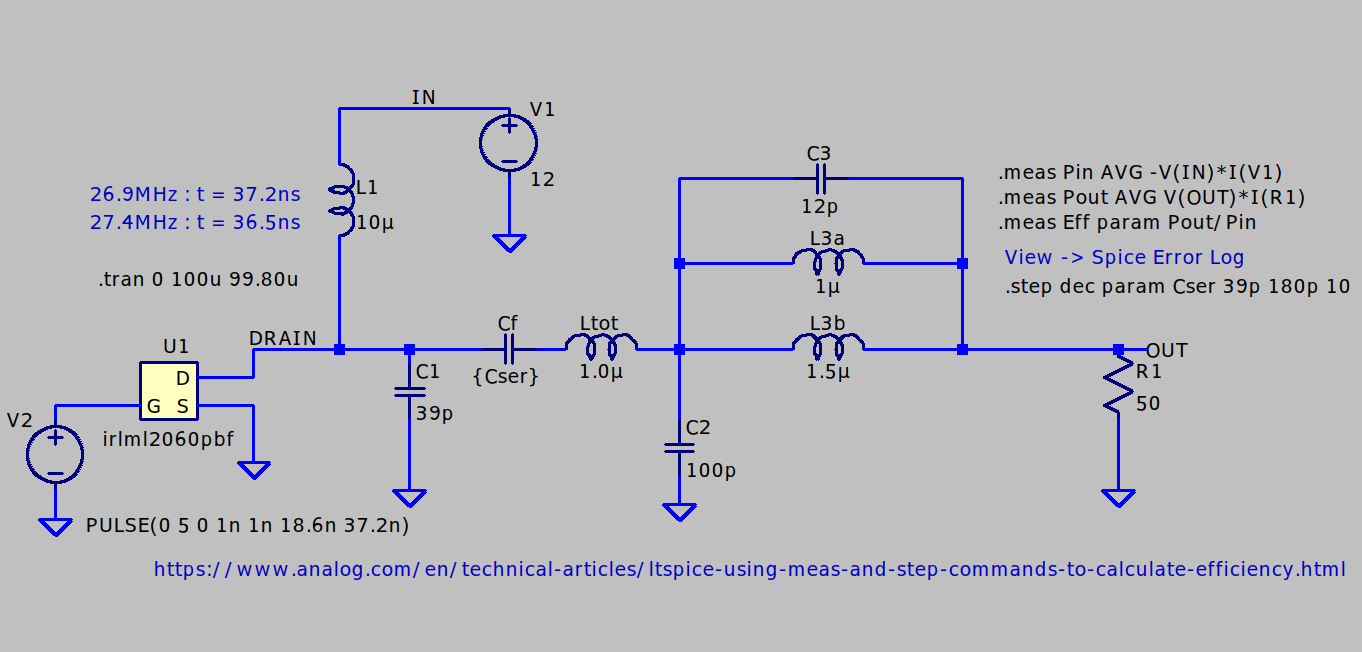 IN
V1
12
26.9MHz : t = 37.2ns
27.4MHz : t = 36.5ns
L1
10µ
.tran 0 100u 99.80u
C3
12p
L3a
1µ
.meas Pin AVG -V(IN)*I(V1)
.meas Pout AVG V(OUT)*I(R1)
.meas Eff param Pout/Pin
View -> Spice Error Log
.step dec param Cser 39p 180p 10
U1
DRAIN
D
G S
irlml2060pbf
V2
PULSE(0 5 0 1n 1n 18.6n 37.2n)
C1
39p
Cf
{Cser}
Ltot
1.0µ
L3b
1.5µ
C2
100p
OUT
R1
50
https://www.analog.com/en/technical-articles/ltspice-using-meas-and-step-commands-to-calculate-efficiency.html